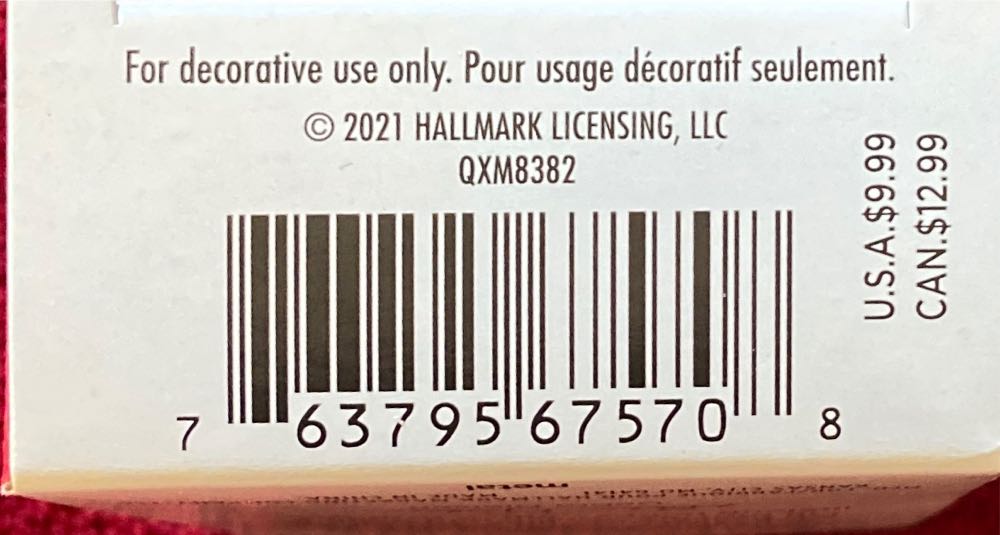 For decorative use only. Pour usage décoratif seulement.
© 2021 HALLMARK LICENSING, LLC
QXM8382
U.S.A.$9.99
CAN.$12.99
7 63795 67570 8
metal